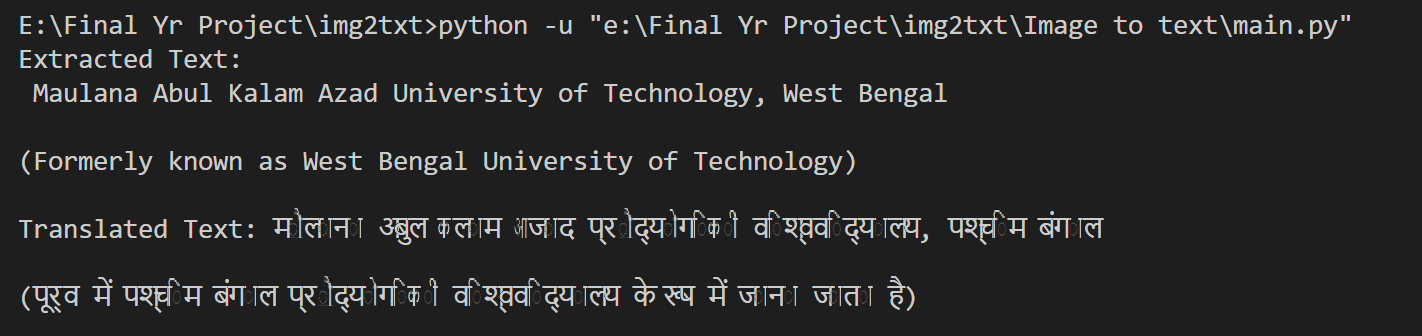 E:\Final Yr Project\img2txt>python -u "e:\Final Yr Project\img2txt\Image to text\main.py"
Extracted Text:
Maulana Abul Kalam Azad University of Technology, West Bengal
(Formerly known as West Bengal University of Technology)
Translated Text: मौलाना अबुल कलाम आजाद प्रौद्योगिकी विश्वविद्यालय, पश्चिम बंगाल
(पूर्व में पश्चिम बंगाल प्रौद्योगिकी विश्वविद्यालय के रूप में जाना जाता है)